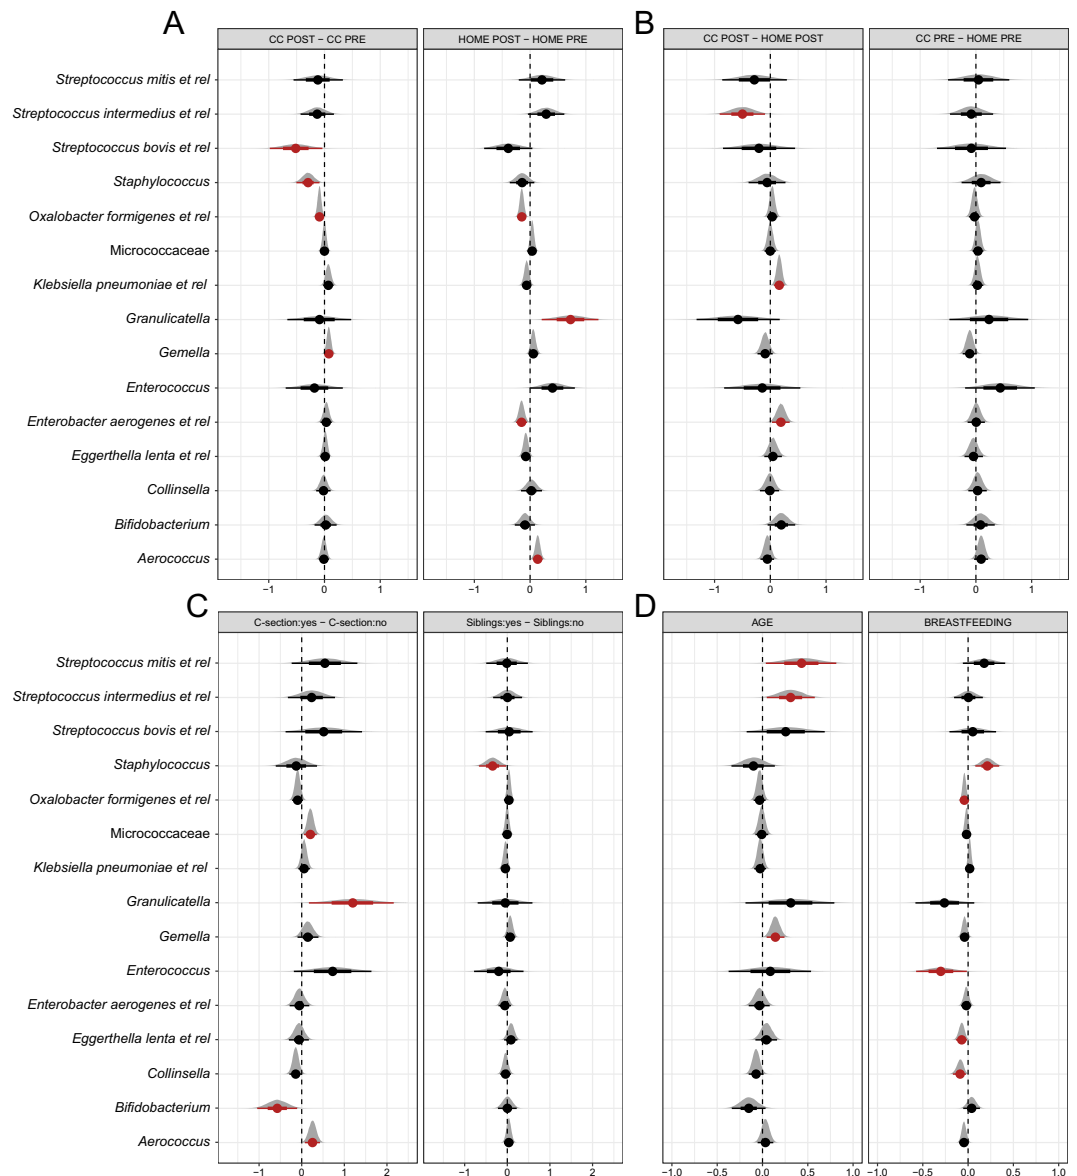 A
B
CC POST − CC PRE
HOME POST − HOME PRE
CC POST − HOME POST
CC PRE − HOME PRE
Streptococcus mitis et rel
Streptococcus intermedius et rel
Streptococcus bovis et rel
Staphylococcus
Oxalobacter formigenes et rel
Micrococcaceae
Klebsiella pneumoniae et rel
Granulicatella
Gemella
Enterococcus
Enterobacter aerogenes et rel
Eggerthella lenta et rel
Collinsella
Bifidobacterium
Aerococcus
−1 0 1 −1 0 1 −1 0 1 −1 0 1
C
D
C-section:yes − C-section:no
Siblings:yes − Siblings:no
AGE
BREASTFEEDING
Streptococcus mitis et rel
Streptococcus intermedius et rel
Streptococcus bovis et rel
Staphylococcus
Oxalobacter formigenes et rel
Micrococcaceae
Klebsiella pneumoniae et rel
Granulicatella
Gemella
Enterococcus
Enterobacter aerogenes et rel
Eggerthella lenta et rel
Collinsella
Bifidobacterium
Aerococcus
−1 0 1 2 −1 0 1 2 −1.0 −0.5 0.0 0.5 1.0 −1.0 −0.5 0.0 0.5 1.0